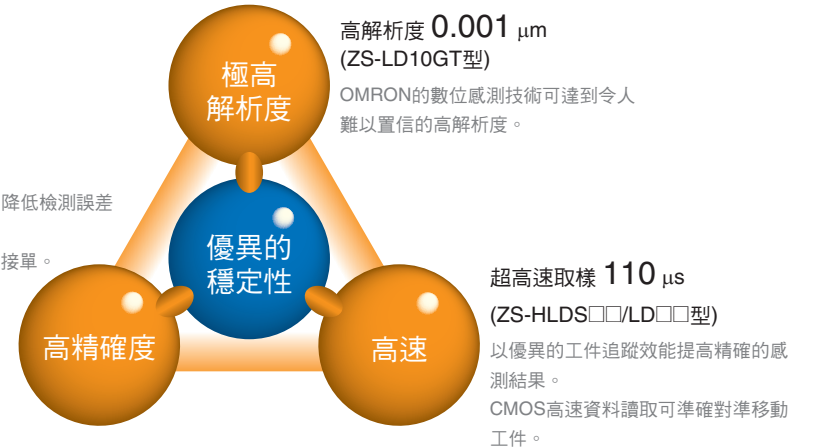 高解析度 0.001 μm
(ZS-LD10GT型)
OMRON的數位感測技術可達到令人
難以置信的高解析度。
極高
解析度
降低檢測誤差
接單。
優異的
穩定性
高精確度
高速
超高速取樣 110 μs
(ZS-HLDS□□/LD□□型)
以優異的工件追蹤效能提高精確的感
測結果。
CMOS高速資料讀取可準確對準移動
工件。